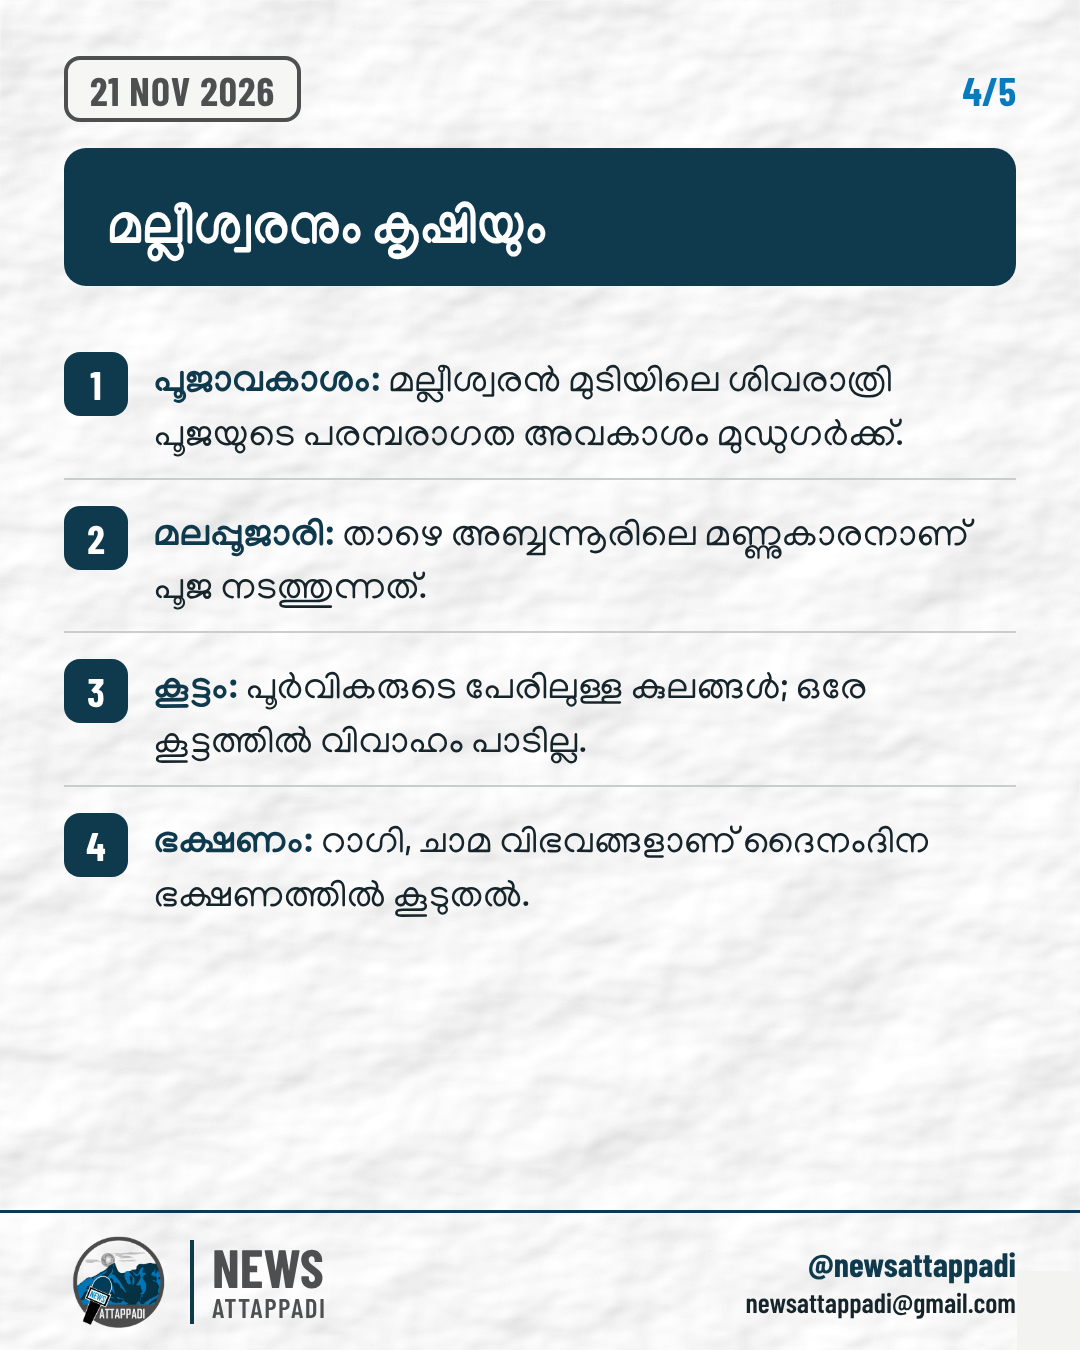 21 NOV 2026
4/5
മല്ലീശ്വരനും കൃഷിയും
1
പൂജാവകാശം: മല്ലീശ്വരൻ മുടിയിലെ ശിവരാത്രി
പൂജയുടെ പരമ്പരാഗത അവകാശം മുഡുഗർക്ക്.
2
മലപ്പൂജാരി: താഴെ അബ്ബന്നൂരിലെ മണ്ണുകാരനാണ്
പൂജ നടത്തുന്നത്.
3
കൂട്ടം: പൂർവികരുടെ പേരിലുള്ള കുലങ്ങൾ; ഒരേ
കൂട്ടത്തിൽ വിവാഹം പാടില്ല.
4
ഭക്ഷണം: റാഗി, ചാമ വിഭവങ്ങളാണ് ദൈനംദിന
ഭക്ഷണത്തിൽ കൂടുതൽ.
NEWS
ATTAPPADI
NEWS
ATTAPPADI
@newsattappadi
newsattappadi@gmail.com